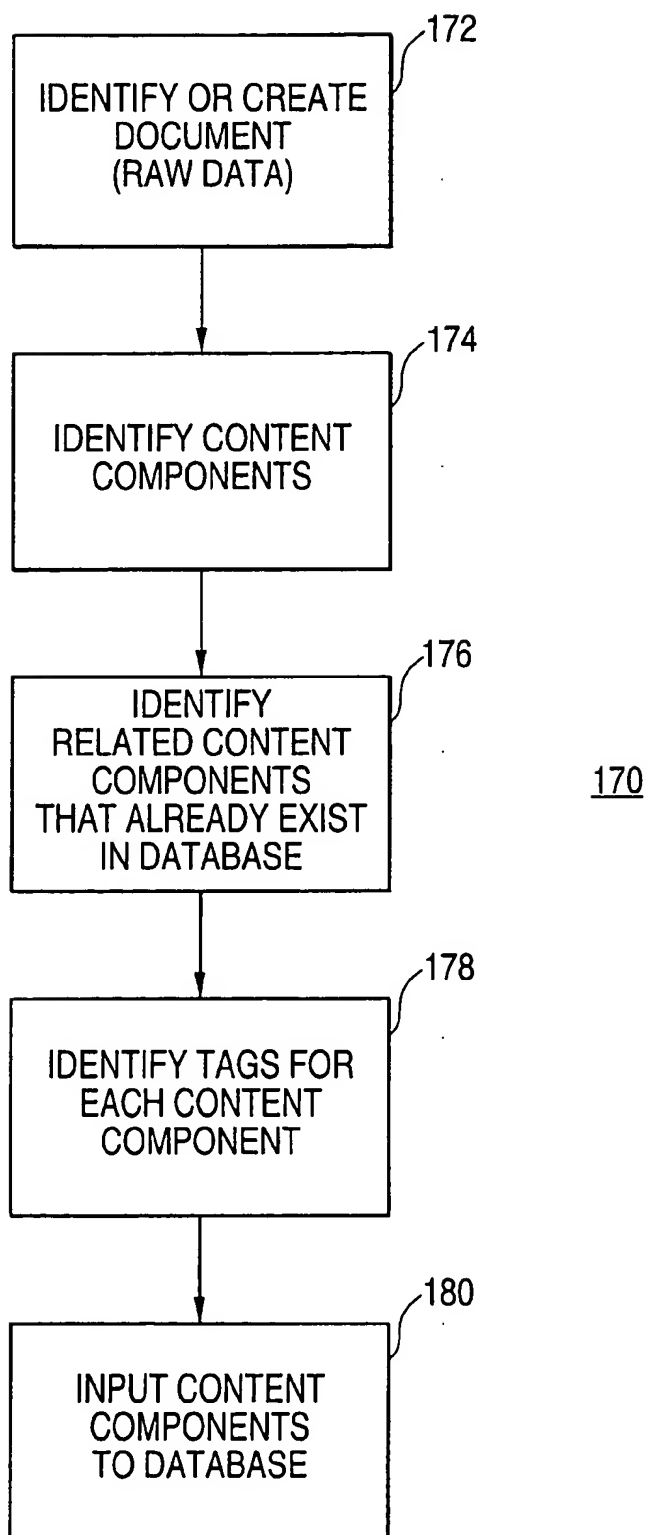 172
IDENTIFY OR CREATE
DOCUMENT
(RAW DATA)
174
IDENTIFY CONTENT
COMPONENTS
176
IDENTIFY
RELATED CONTENT
COMPONENTS
THAT ALREADY EXIST
IN DATABASE
170
178
IDENTIFY TAGS FOR
EACH CONTENT
COMPONENT
180
INPUT CONTENT
COMPONENTS
TO DATABASE